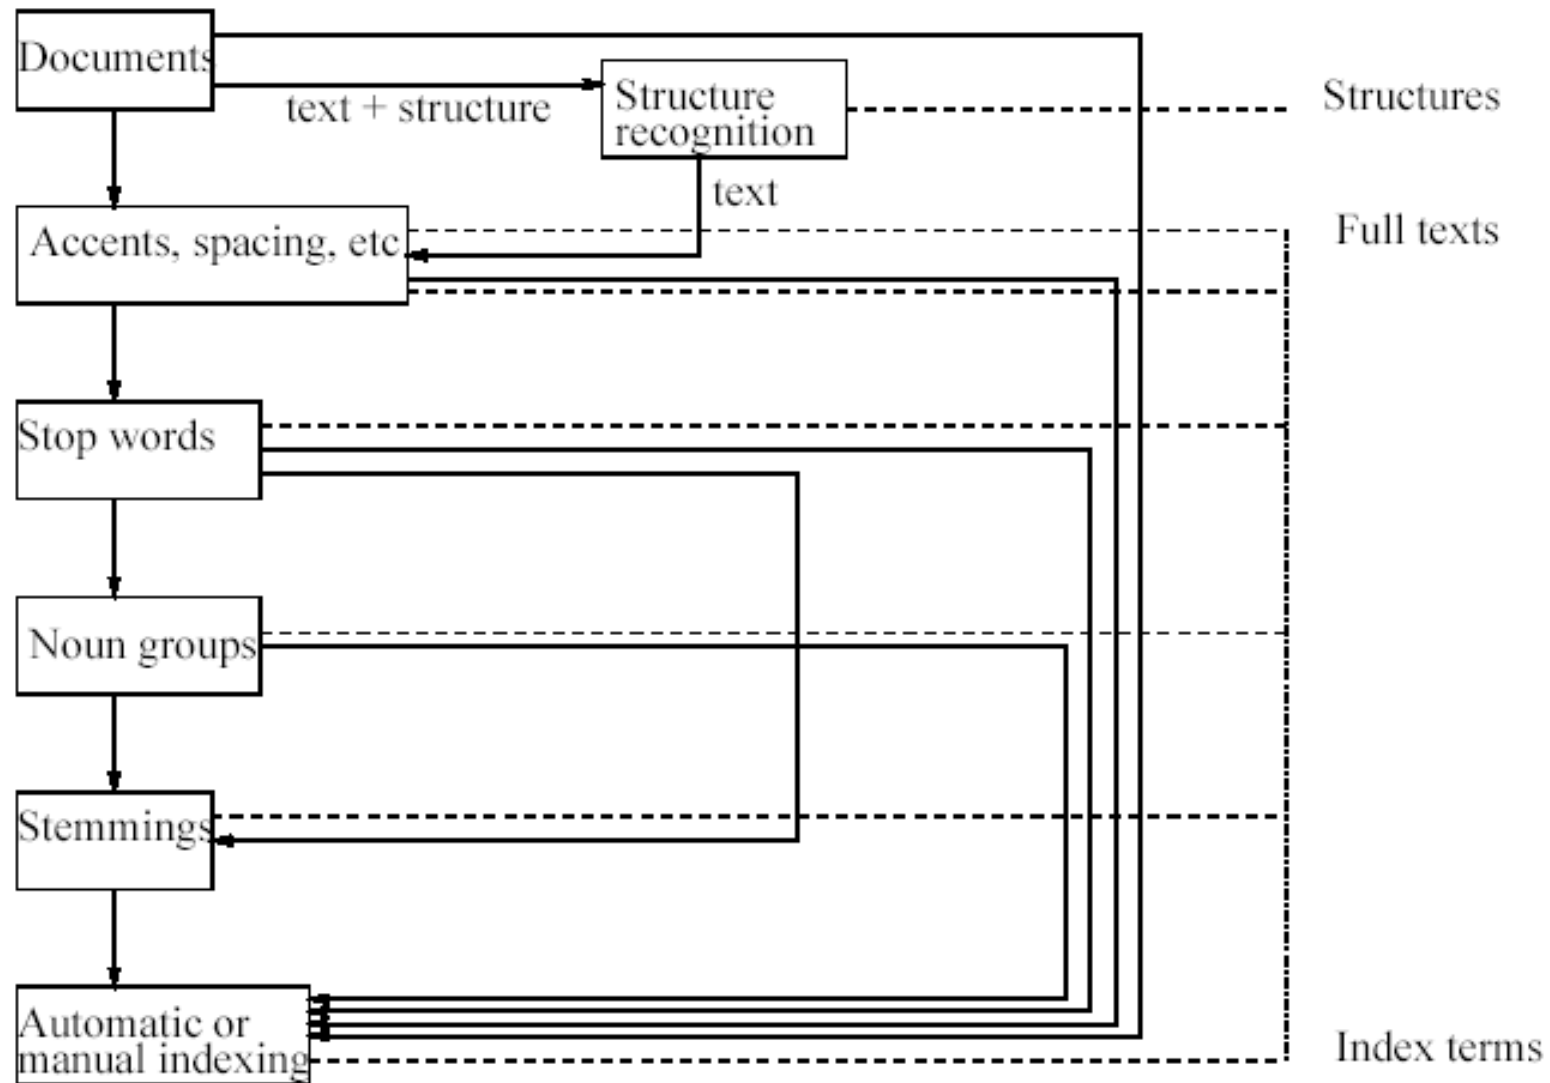 Documents
text + structure
Structure
recognition
Structures
text
Accents, spacing, etc
Full texts
Stop words
Noun groups
Stemmings
Automatic or
manual indexing
Index terms